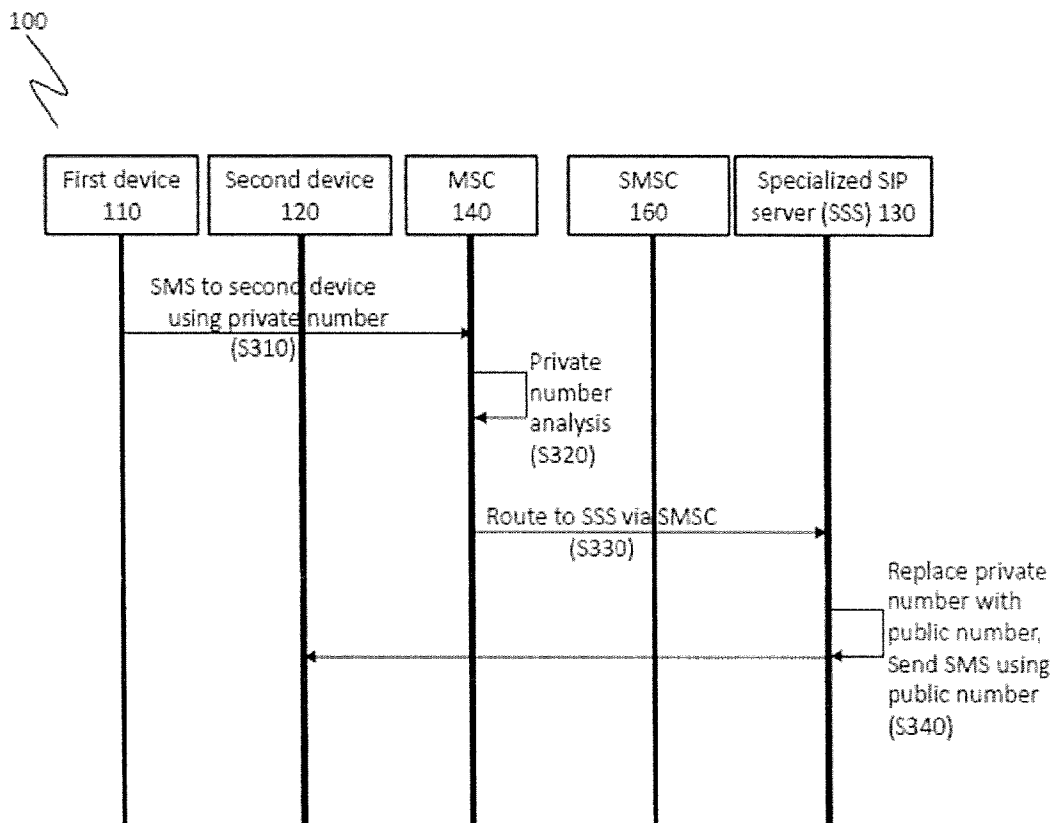 100
First device
110
Second device
120
MSC
140
SMSC
160
Specialized SIP
server (SSS) 130
SMS to second device
using private number
(S310)
Private
number
analysis
(S320)
Route to SSS via SMSC
(S330)
Replace private
number with
public number,
Send SMS using
public number
(S340)